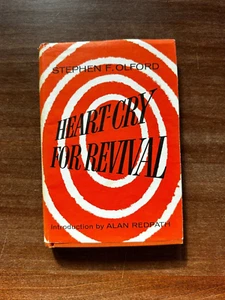 STEPHEN F. OLFORD
HEART-CRY
FOR REVIVAL
Introduction by ALAN REDPATH